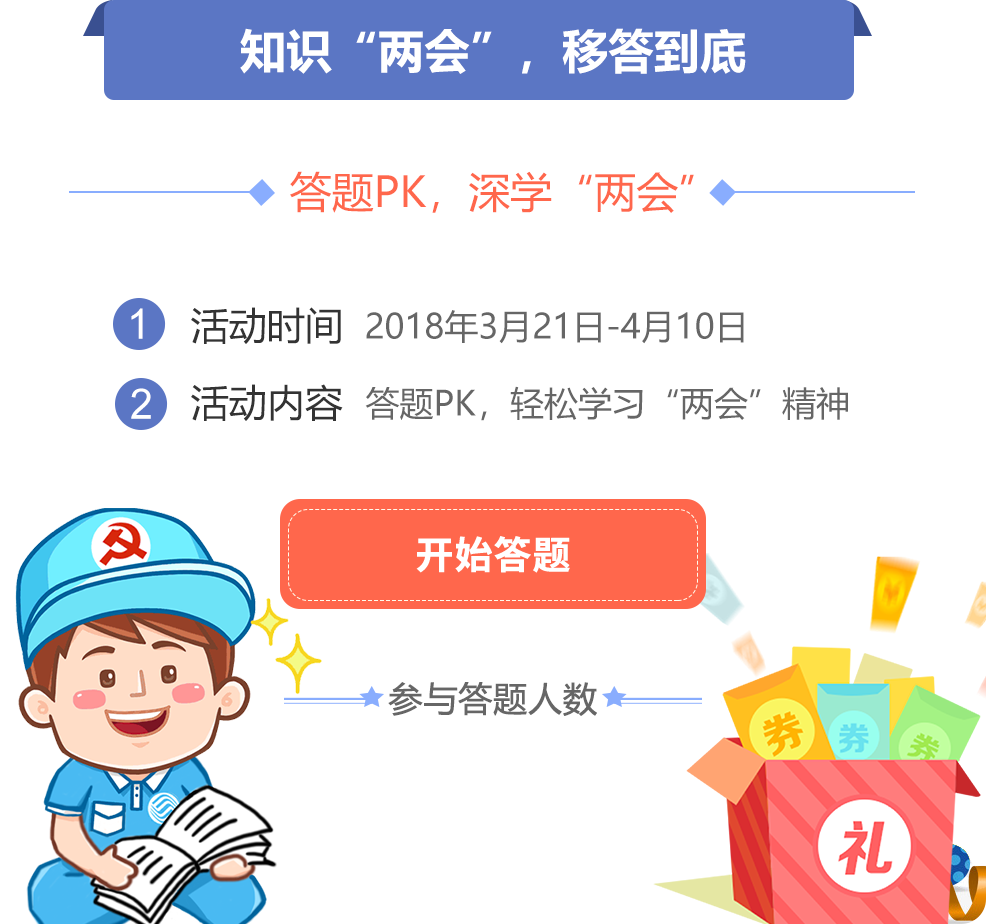 知识“两会”，移答到底
答题PK，深学“两会”
1 活动时间 2018年3月21日-4月10日
2 活动内容 答题PK，轻松学习“两会”精神
开始答题
参与答题人数
券 券 券
礼